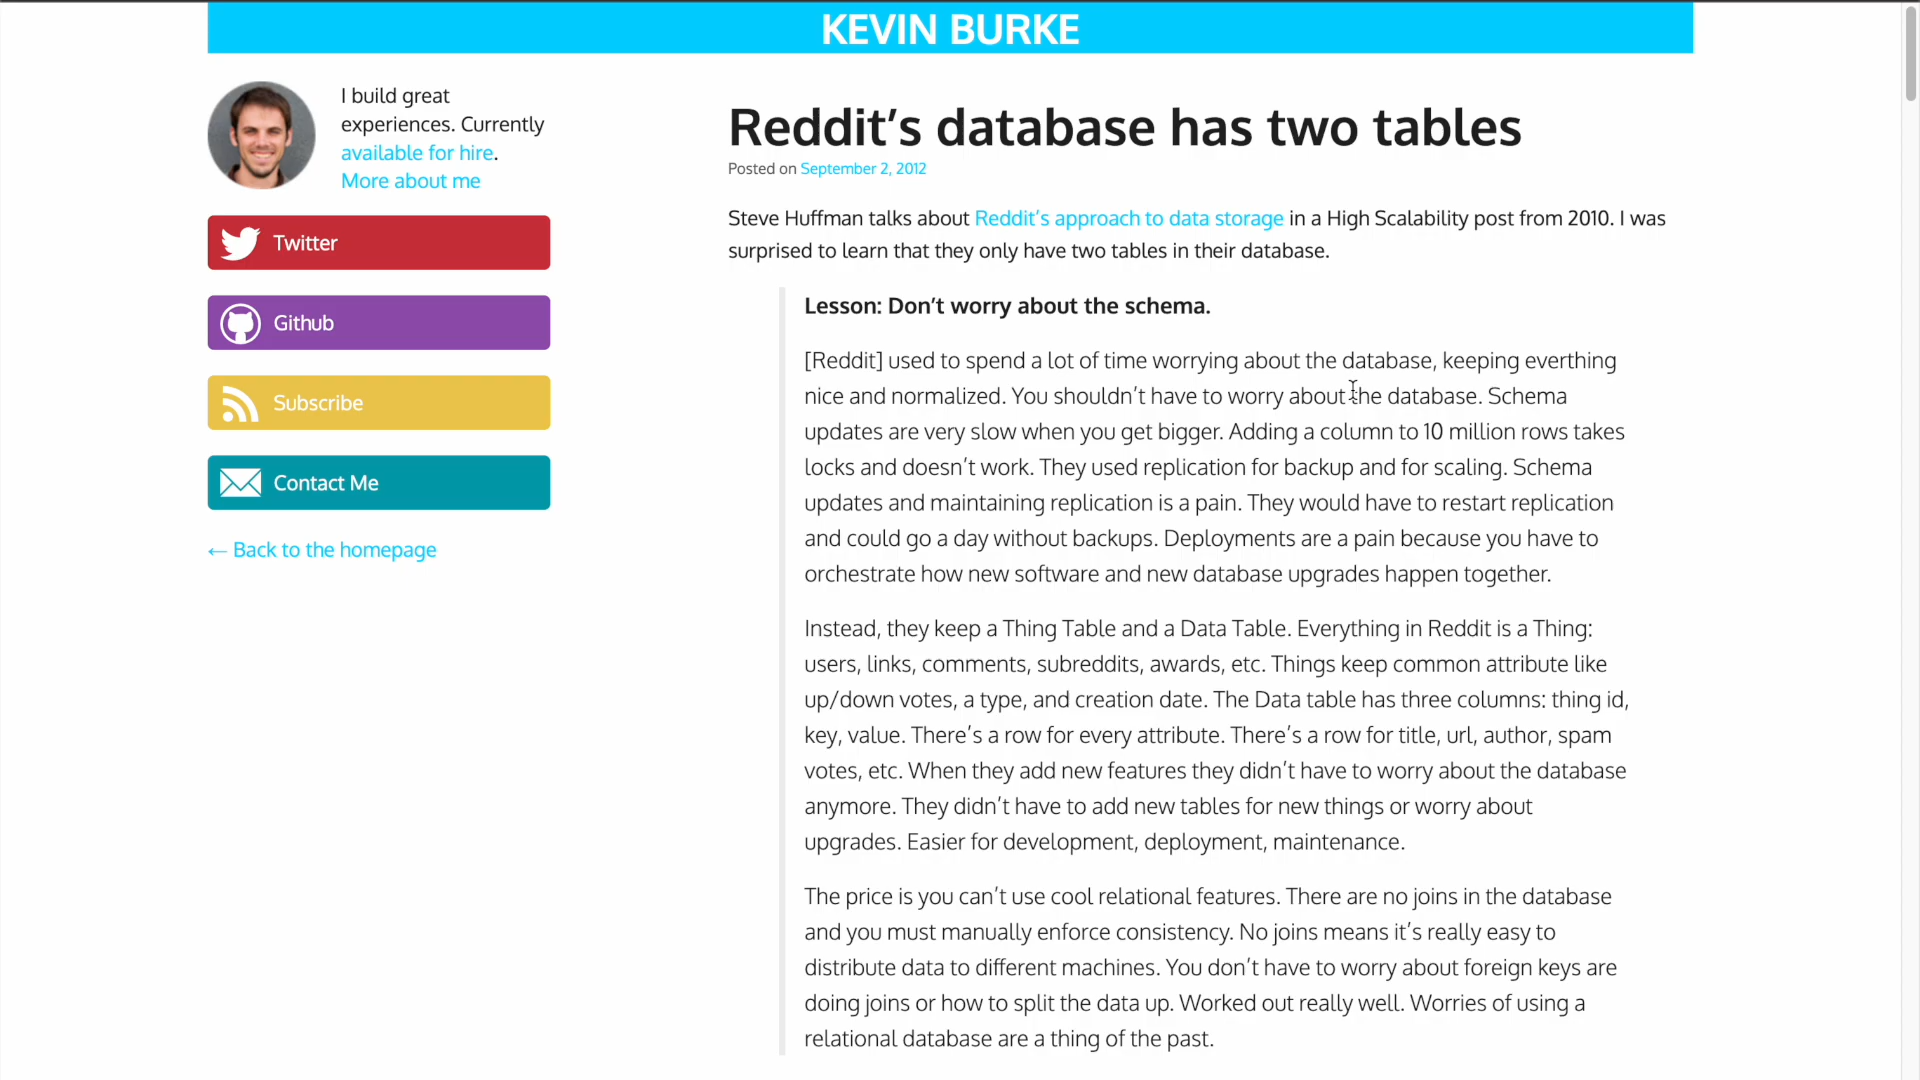 KEVIN BURKE
I build great
experiences. Currently
available for hire.
More about me
Twitter
Github
Subscribe
Contact Me
← Back to the homepage
Reddit’s database has two tables
Posted on September 2, 2012
Steve Huffman talks about Reddit’s approach to data storage in a High Scalability post from 2010. I was
surprised to learn that they only have two tables in their database.
Lesson: Don’t worry about the schema.
[Reddit] used to spend a lot of time worrying about the database, keeping everthing
nice and normalized. You shouldn’t have to worry about the database. Schema
updates are very slow when you get bigger. Adding a column to 10 million rows takes
locks and doesn’t work. They used replication for backup and for scaling. Schema
updates and maintaining replication is a pain. They would have to restart replication
and could go a day without backups. Deployments are a pain because you have to
orchestrate how new software and new database upgrades happen together.
Instead, they keep a Thing Table and a Data Table. Everything in Reddit is a Thing:
users, links, comments, subreddits, awards, etc. Things keep common attribute like
up/down votes, a type, and creation date. The Data table has three columns: thing id,
key, value. There’s a row for every attribute. There’s a row for title, url, author, spam
votes, etc. When they add new features they didn’t have to worry about the database
anymore. They didn’t have to add new tables for new things or worry about
upgrades. Easier for development, deployment, maintenance.
The price is you can’t use cool relational features. There are no joins in the database
and you must manually enforce consistency. No joins means it’s really easy to
distribute data to different machines. You don’t have to worry about foreign keys are
doing joins or how to split the data up. Worked out really well. Worries of using a
relational database are a thing of the past.